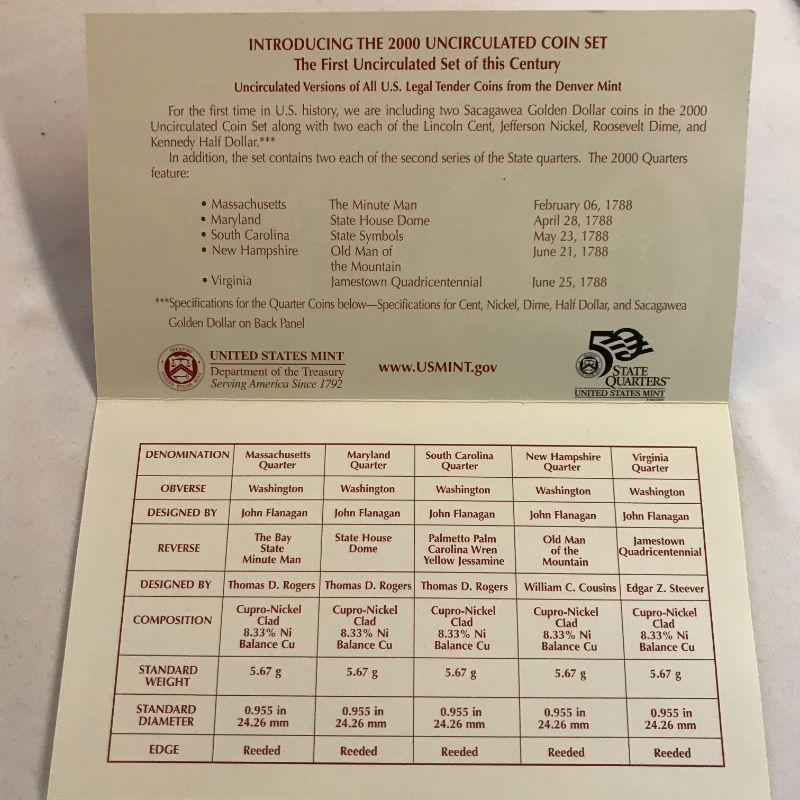 INTRODUCING THE 2000 UNCIRCULATED COIN SET
The First Uncirculated Set of this Century
Uncirculated Versions of All U.S. Legal Tender Coins from the Denver Mint
For the first time in U.S. history, we are including two Sacagawea Golden Dollar coins in the 2000
Uncirculated Coin Set along with two each of the Lincoln Cent, Jefferson Nickel, Roosevelt Dime, and
Kennedy Half Dollar.***
In addition, the set contains two each of the second series of the State quarters. The 2000 Quarters
feature:
• Massachusetts The Minute Man February 06, 1788
• Maryland State House Dome April 28, 1788
• South Carolina State Symbols May 23, 1788
• New Hampshire Old Man of June 21, 1788
the Mountain
• Virginia Jamestown Quadricentennial June 25, 1788
***Specifications for the Quarter Coins below—Specifications for Cent, Nickel, Dime, Half Dollar, and Sacagawea
Golden Dollar on Back Panel
UNITED STATES MINT
Department of the Treasury
Serving America Since 1792
www.USMINT.gov
50
STATE
QUARTERS™
UNITED STATES MINT
DENOMINATION Massachusetts Maryland South Carolina New Hampshire Virginia
Quarter Quarter Quarter Quarter Quarter
OBVERSE Washington Washington Washington Washington Washington
DESIGNED BY John Flanagan John Flanagan John Flanagan John Flanagan John Flanagan
REVERSE The Bay State House Palmetto Palm Old Man Jamestown
State Dome Carolina Wren of the Quadricentennial
Minute Man Yellow Jessamine Mountain
DESIGNED BY Thomas D. Rogers Thomas D. Rogers Thomas D. Rogers William C. Cousins Edgar Z. Steever
COMPOSITION Cupro-Nickel Cupro-Nickel Cupro-Nickel Cupro-Nickel Cupro-Nickel
Clad Clad Clad Clad Clad
8.33% Ni 8.33% Ni 8.33% Ni 8.33% Ni 8.33% Ni
Balance Cu Balance Cu Balance Cu Balance Cu Balance Cu
STANDARD 5.67 g 5.67 g 5.67 g 5.67 g 5.67 g
WEIGHT
STANDARD 0.955 in 0.955 in 0.955 in 0.955 in 0.955 in
DIAMETER 24.26 mm 24.26 mm 24.26 mm 24.26 mm 24.26 mm
EDGE Reeded Reeded Reeded Reeded Reeded